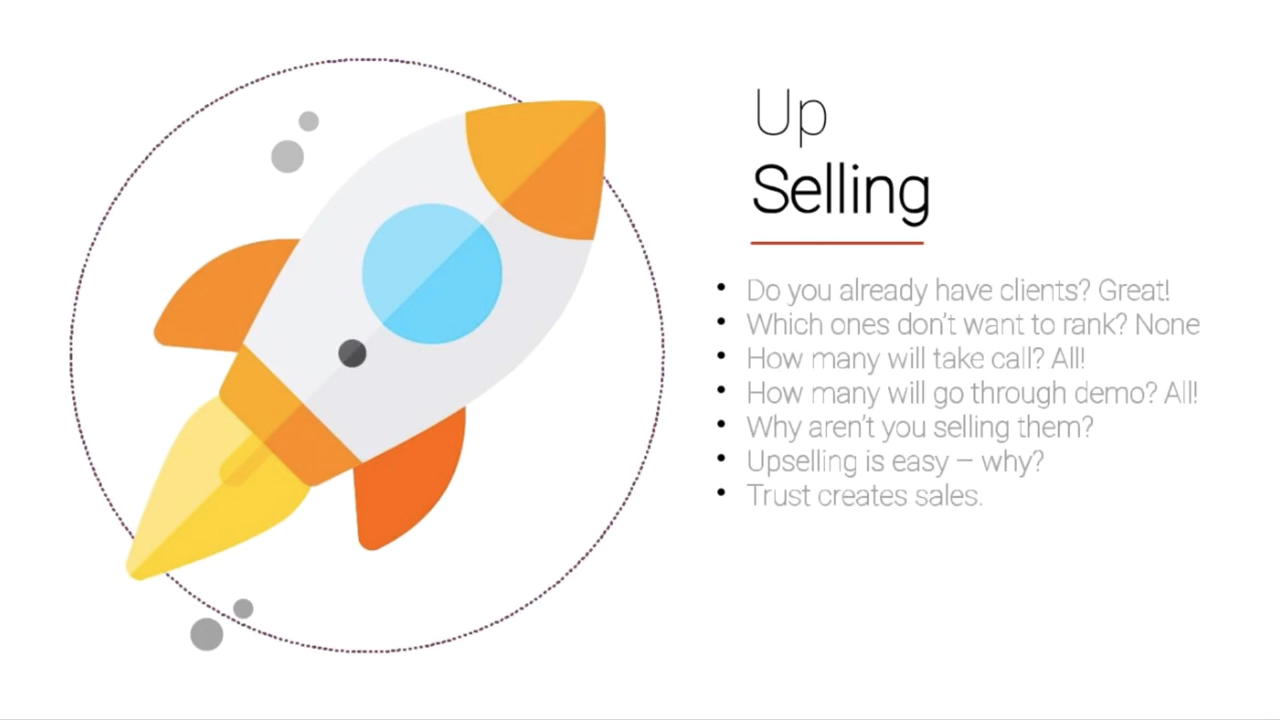 Up
Selling
• Do you already have clients? Great!
• Which ones don't want to rank? None
• How many will take call? All!
• How many will go through demo? All!
• Why aren't you selling them?
• Upselling is easy – why?
• Trust creates sales.